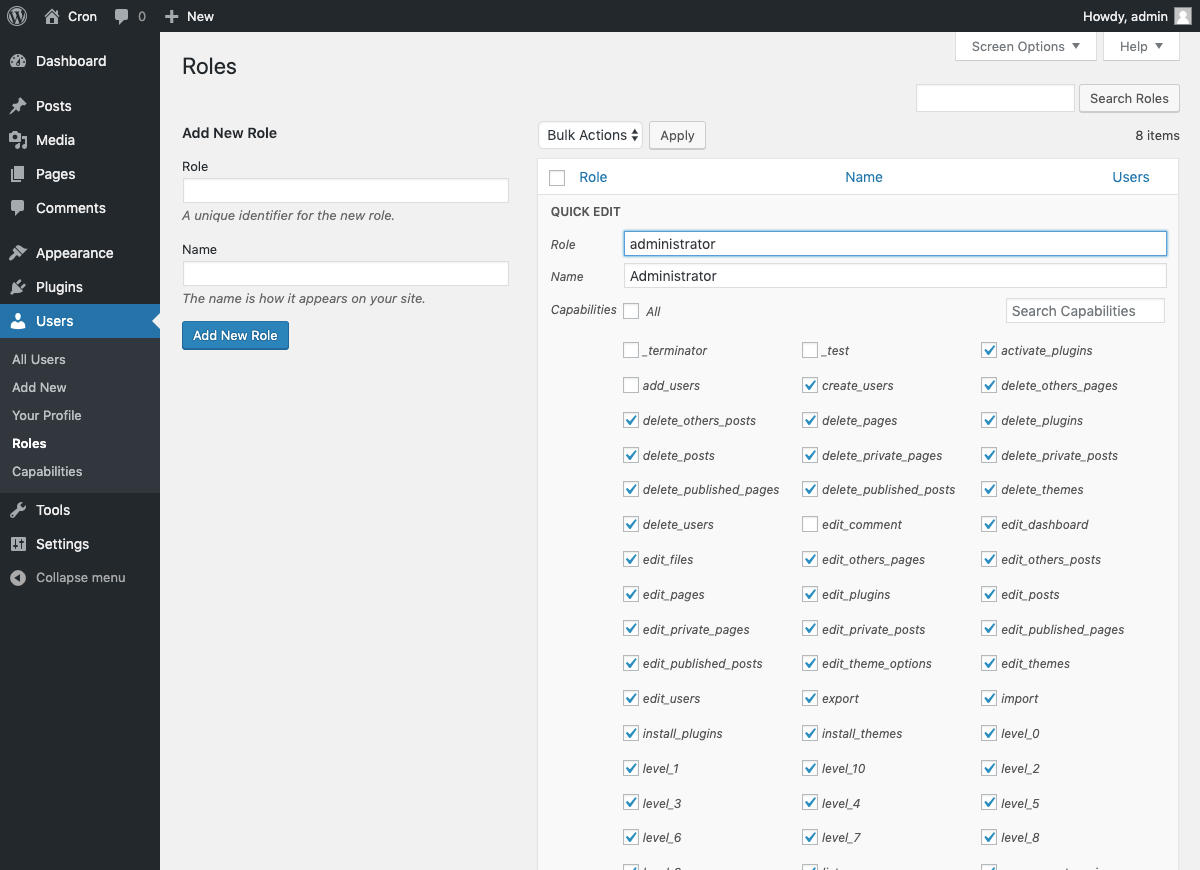 Cron
0
New
Howdy, admin
Dashboard
Posts
Media
Pages
Comments
Appearance
Plugins
Users
All Users
Add New
Your Profile
Roles
Capabilities
Tools
Settings
Collapse menu
Screen Options
Help
Roles
Search Roles
Add New Role
Role
A unique identifier for the new role.
Name
The name is how it appears on your site.
Add New Role
Bulk Actions
Apply
8 items
Role Name Users
QUICK EDIT
Role administrator
Name Administrator
Capabilities All Search Capabilities
_terminator _test activate_plugins
add_users create_users delete_others_pages
delete_others_posts delete_pages delete_plugins
delete_posts delete_private_pages delete_private_posts
delete_published_pages delete_published_posts delete_themes
delete_users edit_comment edit_dashboard
edit_files edit_others_pages edit_others_posts
edit_pages edit_plugins edit_posts
edit_private_pages edit_private_posts edit_published_pages
edit_published_posts edit_theme_options edit_themes
edit_users export import
install_plugins install_themes level_0
level_1 level_10 level_2
level_3 level_4 level_5
level_6 level_7 level_8